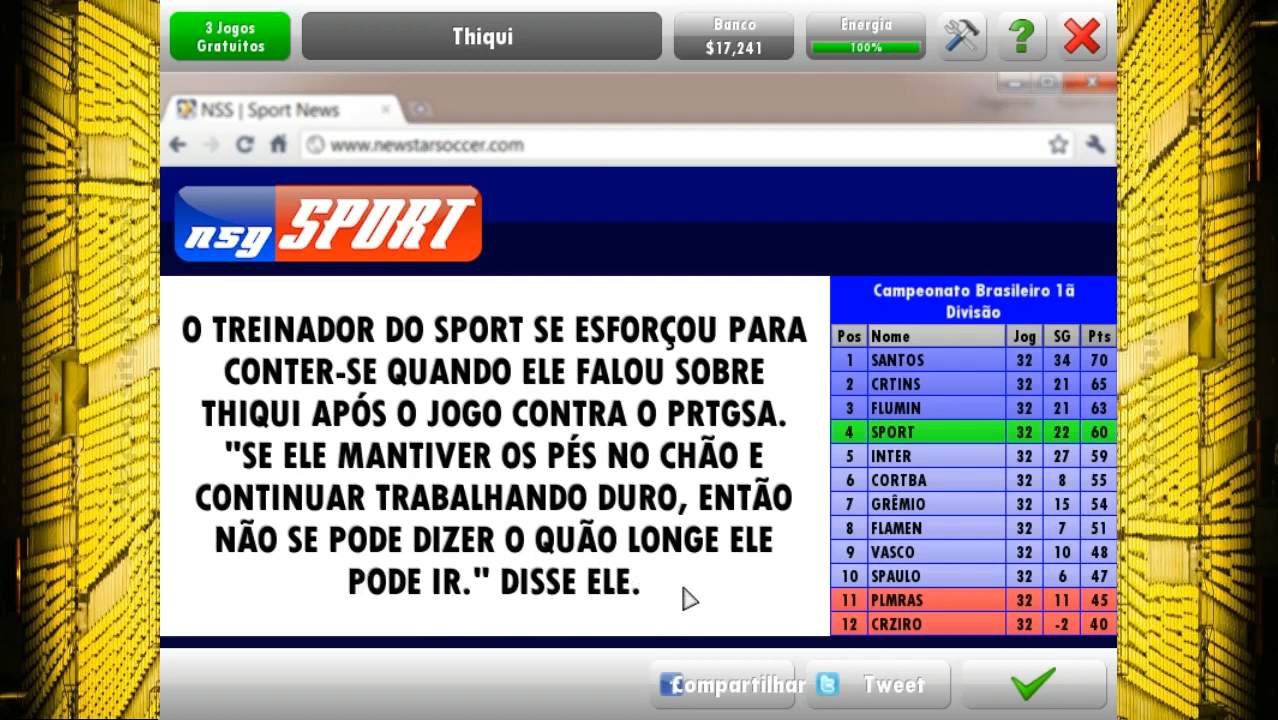 3 Jogos
Gratuitos
Thiqui
Banco
$17,241
Energia
100%
NSS | Sport News
www.newstarsoccer.com
nsg SPORT
O TREINADOR DO SPORT SE ESFORÇOU PARA
CONTER-SE QUANDO ELE FALOU SOBRE
THIQUI APÓS O JOGO CONTRA O PRTGSA.
"SE ELE MANTIVER OS PÉS NO CHÃO E
CONTINUAR TRABALHANDO DURO, ENTÃO
NÃO SE PODE DIZER O QUÃO LONGE ELE
PODE IR." DISSE ELE.
Campeonato Brasileiro 1ã
Divisão
Pos Nome Jog SG Pts
1 SANTOS 32 34 70
2 CRTINS 32 21 65
3 FLUMIN 32 21 63
4 SPORT 32 22 60
5 INTER 32 27 59
6 CORTBA 32 8 55
7 GRÊMIO 32 15 54
8 FLAMEN 32 7 51
9 VASCO 32 10 48
10 SPAULO 32 6 47
11 PLMRAS 32 11 45
12 CRZIRO 32 -2 40
Compartilhar
Tweet